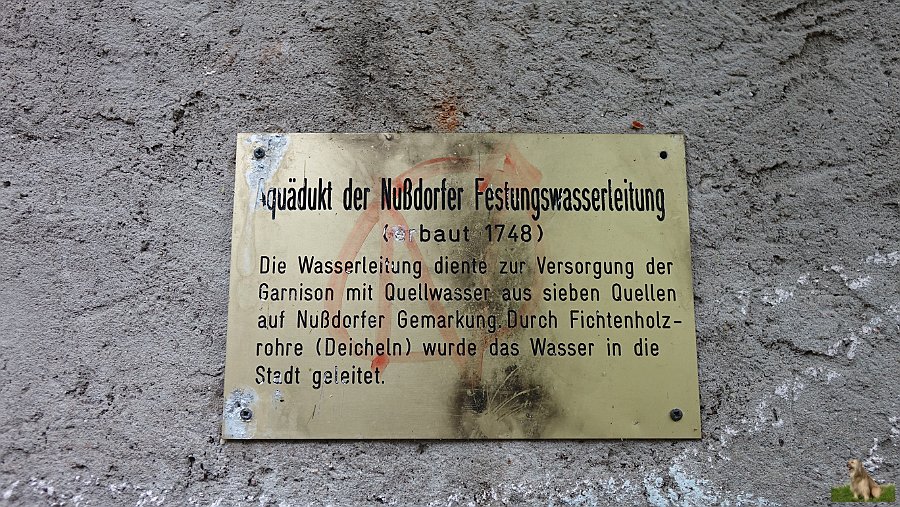 Aquädukt der Nußdorfer Festungswasserleitung
(erbaut 1748)
Die Wasserleitung diente zur Versorgung der
Garnison mit Quellwasser aus sieben Quellen
auf Nußdorfer Gemarkung. Durch Fichtenholz-
rohre (Deicheln) wurde das Wasser in die
Stadt geleitet.